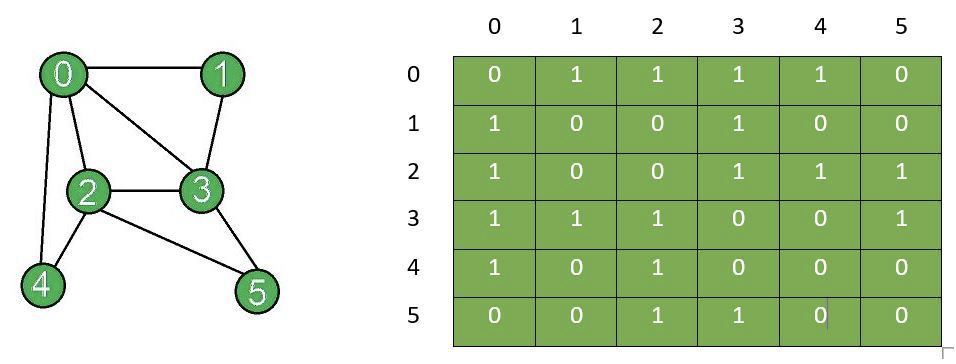 0 1
2 3
4 5
0 1 2 3 4 5
0 0 1 1 1 1 0
1 1 0 0 1 0 0
2 1 0 0 1 1 1
3 1 1 1 0 0 1
4 1 0 1 0 0 0
5 0 0 1 1 0 0